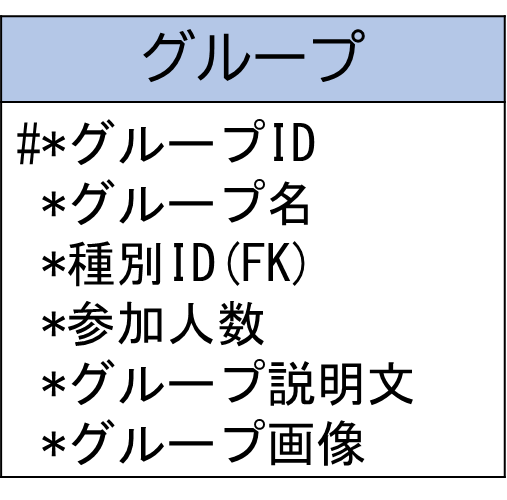 グループ
#*グループID
*グループ名
*種別ID(FK)
*参加人数
*グループ説明文
*グループ画像